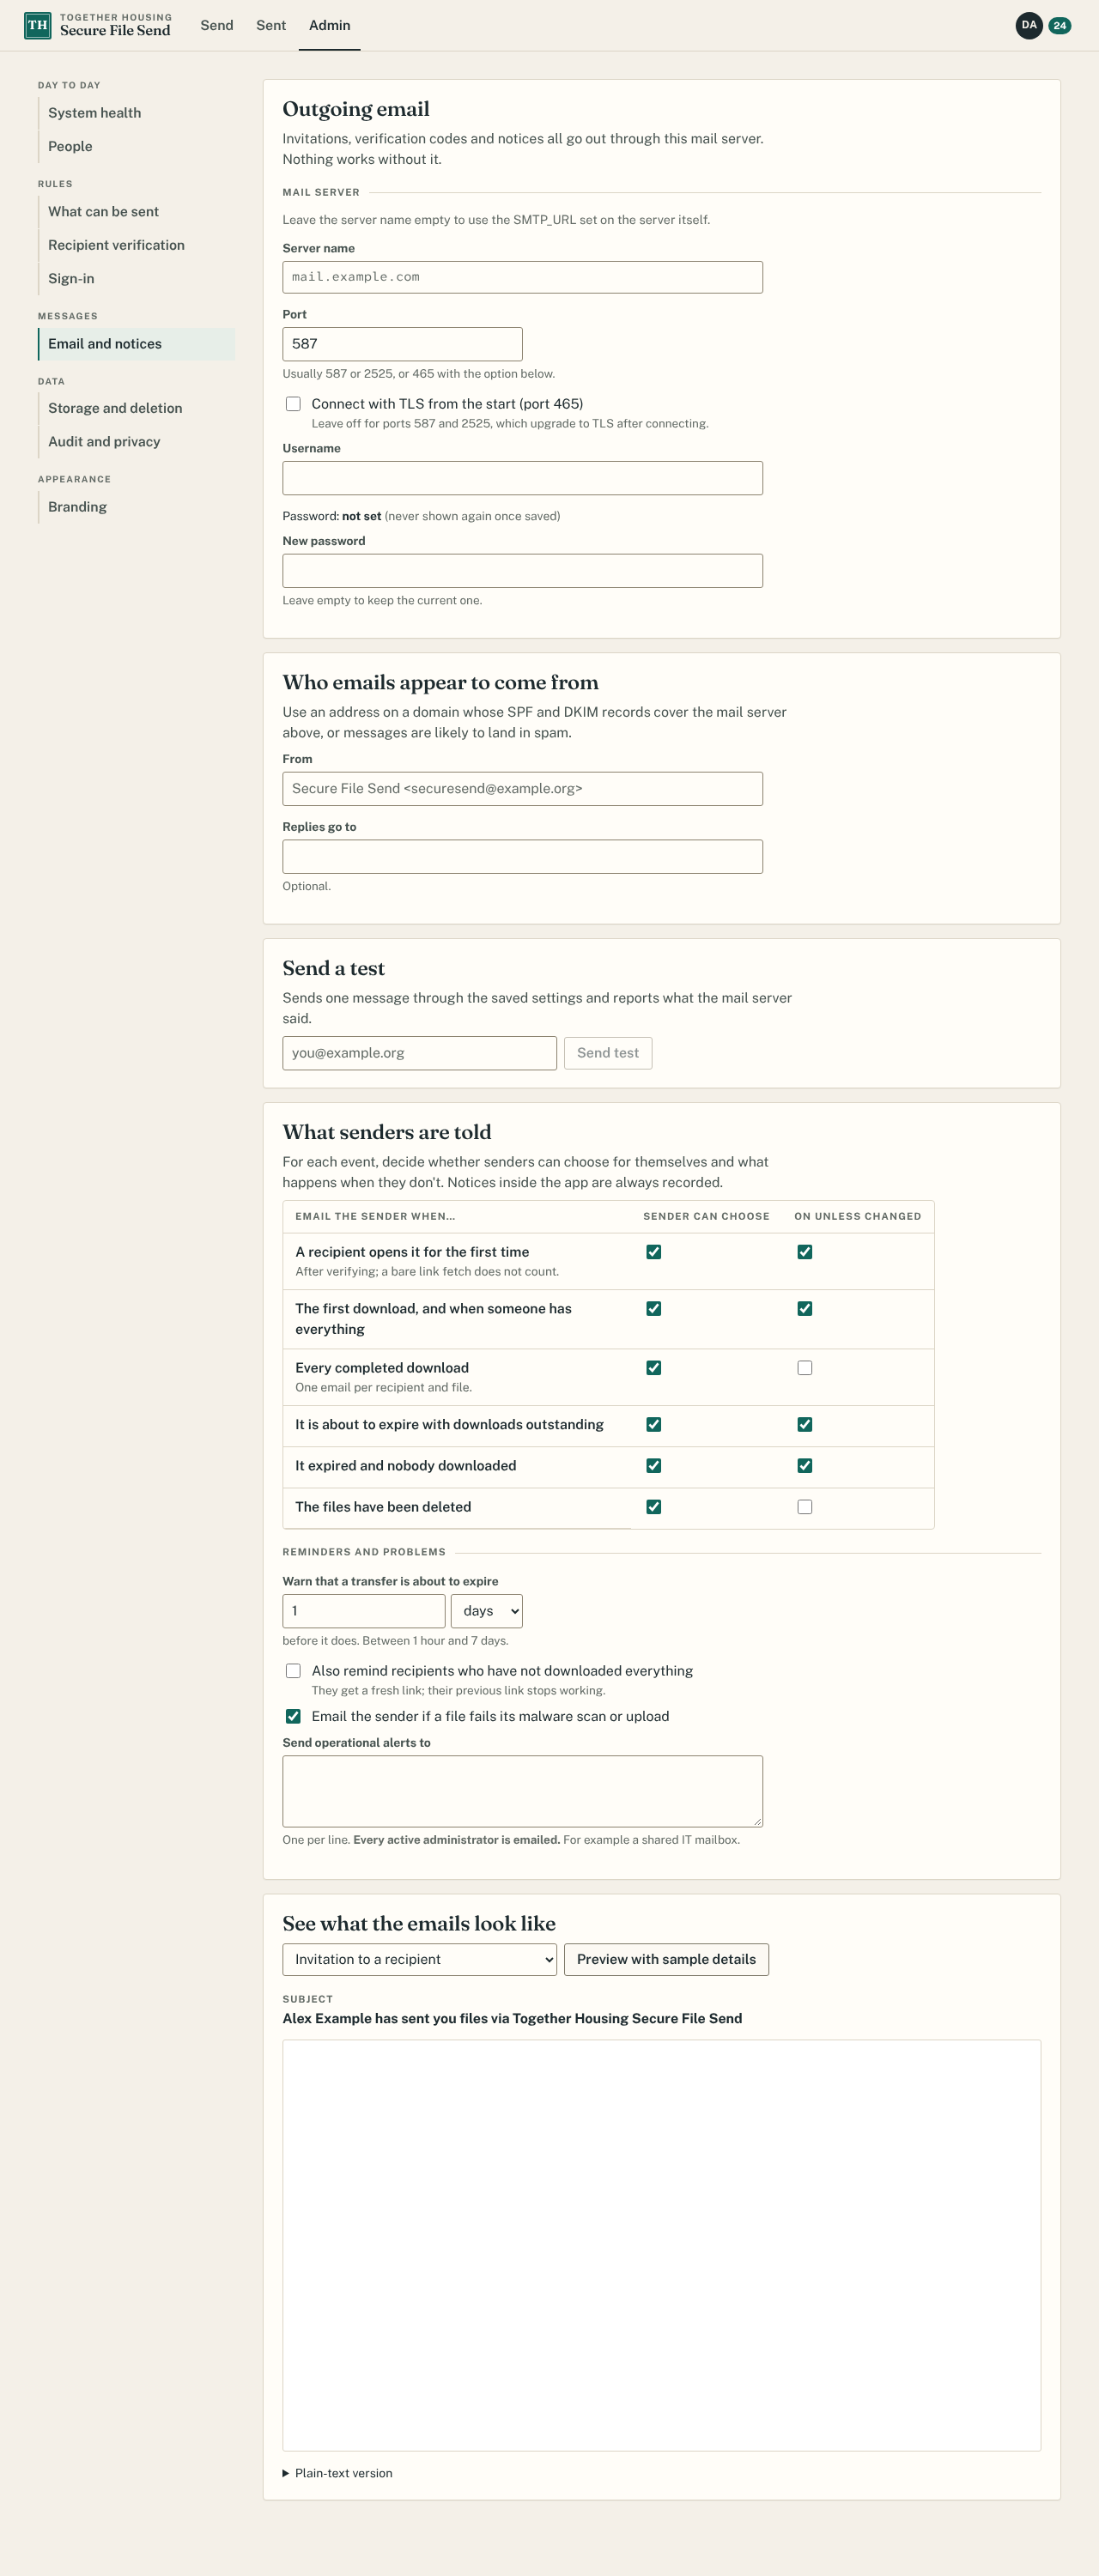 TH
TOGETHER HOUSING
Secure File Send
Send
Sent
Admin
DA
24
DAY TO DAY
System health
People
RULES
What can be sent
Recipient verification
Sign-in
MESSAGES
Email and notices
DATA
Storage and deletion
Audit and privacy
APPEARANCE
Branding
Outgoing email
Invitations, verification codes and notices all go out through this mail server.
Nothing works without it.
MAIL SERVER
Leave the server name empty to use the SMTP_URL set on the server itself.
Server name
mail.example.com
Port
587
Usually 587 or 2525, or 465 with the option below.
Connect with TLS from the start (port 465)
Leave off for ports 587 and 2525, which upgrade to TLS after connecting.
Username
Password: not set (never shown again once saved)
New password
Leave empty to keep the current one.
Who emails appear to come from
Use an address on a domain whose SPF and DKIM records cover the mail server
above, or messages are likely to land in spam.
From
Secure File Send <securesend@example.org>
Replies go to
Optional.
Send a test
Sends one message through the saved settings and reports what the mail server
said.
you@example.org
Send test
What senders are told
For each event, decide whether senders can choose for themselves and what
happens when they don't. Notices inside the app are always recorded.
EMAIL THE SENDER WHEN... SENDER CAN CHOOSE ON UNLESS CHANGED
A recipient opens it for the first time
After verifying; a bare link fetch does not count.
The first download, and when someone has
everything
Every completed download
One email per recipient and file.
It is about to expire with downloads outstanding
It expired and nobody downloaded
The files have been deleted
REMINDERS AND PROBLEMS
Warn that a transfer is about to expire
1 days
before it does. Between 1 hour and 7 days.
Also remind recipients who have not downloaded everything
They get a fresh link; their previous link stops working.
Email the sender if a file fails its malware scan or upload
Send operational alerts to
One per line. Every active administrator is emailed. For example a shared IT mailbox.
See what the emails look like
Invitation to a recipient
Preview with sample details
SUBJECT
Alex Example has sent you files via Together Housing Secure File Send
Plain-text version